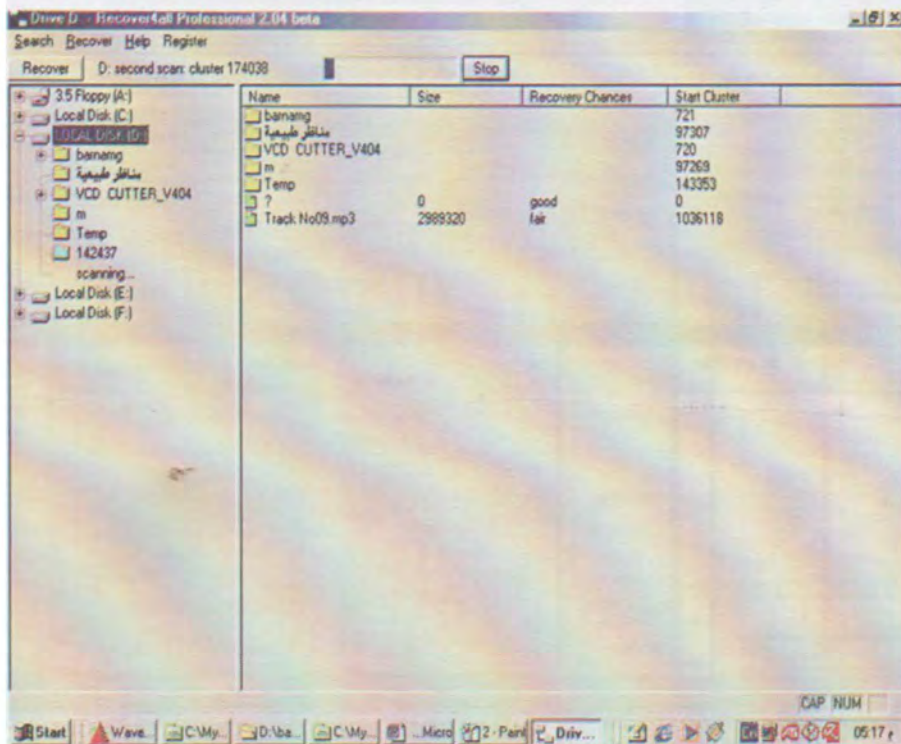 Drive D - Recover4all Professional 2.04 beta
Search Recover Help Register
Recover D: second scan: cluster 174038 Stop
3.5 Floppy (A:)
Local Disk (C:)
LOCAL DISK (D:)
barnamg
مناظر طبيعية
VCD CUTTER_V404
m
Temp
142437
scanning...
Local Disk (E:)
Local Disk (F:)
Name Size Recovery Chances Start Cluster
barnamg 721
مناظر طبيعية 97307
VCD CUTTER_V404 720
m 97269
Temp 143353
? 0 good 0
Track No09.mp3 2989320 fair 1036118
CAP NUM
Start Wave... C:\My... D:\ba... C:\My... ...Micro 2 - Paint Driv... 05:17 م